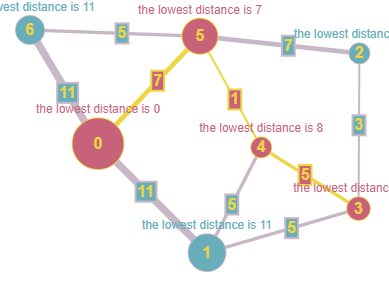 the lowest distance is 7
west distance is 11
6
5
5
the lowest distanc
7
2
7
11
1
the lowest distance is 0
the lowest distance is 8
3
0
4
5
11
the lowest distanc
5
3
the lowest distance is 11
5
1